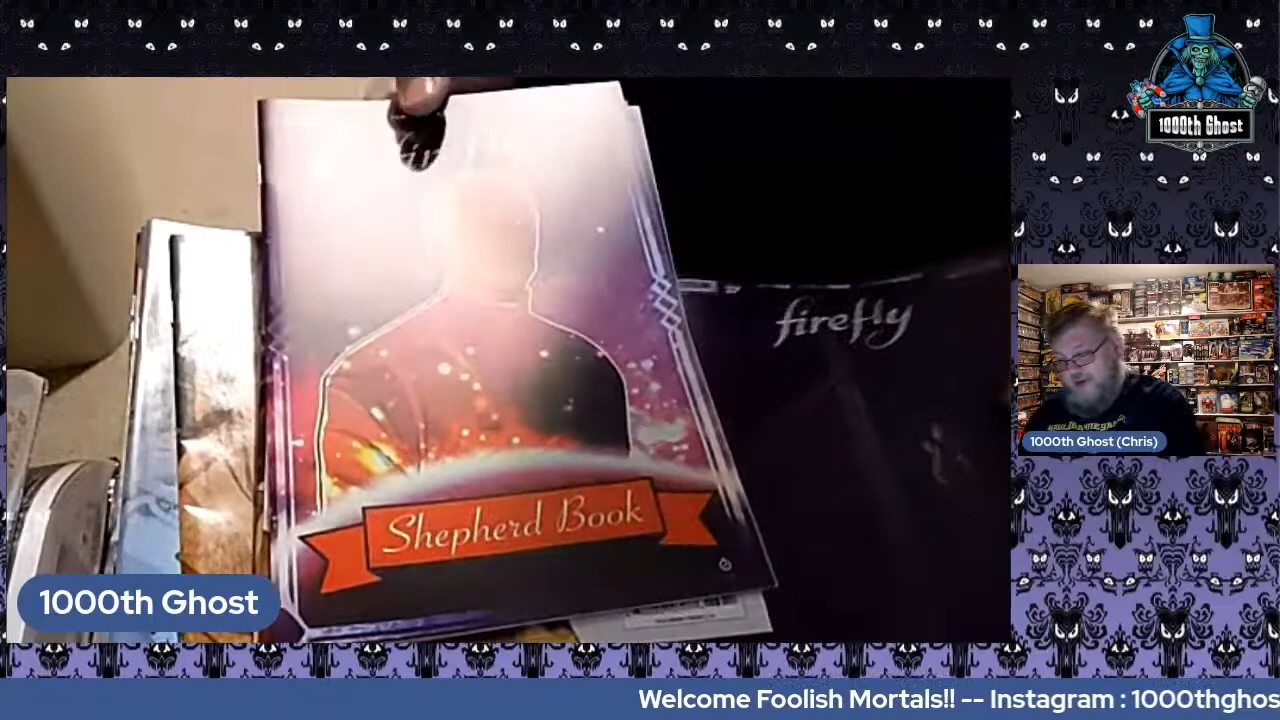 1000th Ghost
firefly
Shepherd Book
1000th Ghost (Chris)
1000th Ghost
Welcome Foolish Mortals!! -- Instagram : 1000thghos